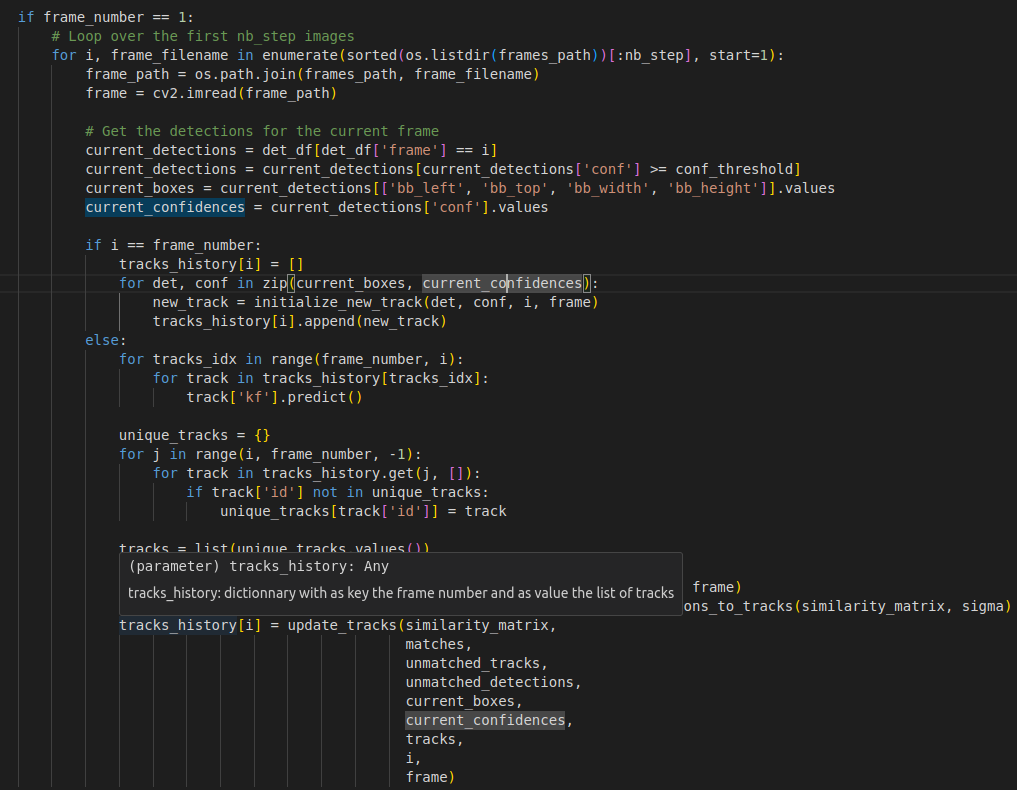 if frame_number == 1:
# Loop over the first nb_step images
for i, frame_filename in enumerate(sorted(os.listdir(frames_path))[:nb_step], start=1):
frame_path = os.path.join(frames_path, frame_filename)
frame = cv2.imread(frame_path)
# Get the detections for the current frame
current_detections = det_df[det_df['frame'] == i]
current_detections = current_detections[current_detections['conf'] >= conf_threshold]
current_boxes = current_detections[['bb_left', 'bb_top', 'bb_width', 'bb_height']].values
current_confidences = current_detections['conf'].values
if i == frame_number:
tracks_history[i] = []
for det, conf in zip(current_boxes, current_confidences):
new_track = initialize_new_track(det, conf, i, frame)
tracks_history[i].append(new_track)
else:
for tracks_idx in range(frame_number, i):
for track in tracks_history[tracks_idx]:
track['kf'].predict()
unique_tracks = {}
for j in range(i, frame_number, -1):
for track in tracks_history.get(j, []):
if track['id'] not in unique_tracks:
unique_tracks[track['id']] = track
tracks = list(unique_tracks.values())
(parameter) tracks_history: Any
frame)
tracks_history: dictionnary with as key the frame number and as value the list of tracks
ons_to_tracks(similarity_matrix, sigma)
tracks_history[i] = update_tracks(similarity_matrix,
matches,
unmatched_tracks,
unmatched_detections,
current_boxes,
current_confidences,
tracks,
i,
frame)